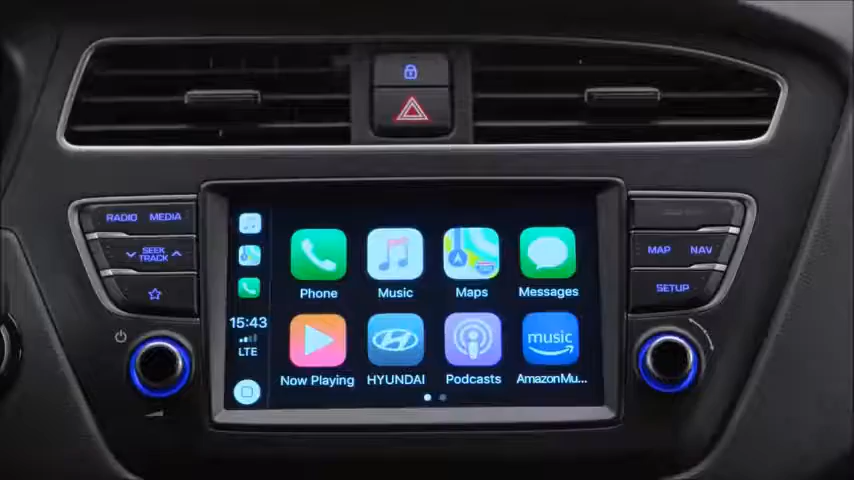 RADIO MEDIA
SEEK
TRACK
MAP NAV
SETUP
Phone
Music
Maps
Messages
15:43
LTE
music
Now Playing
HYUNDAI
Podcasts
AmazonMu...